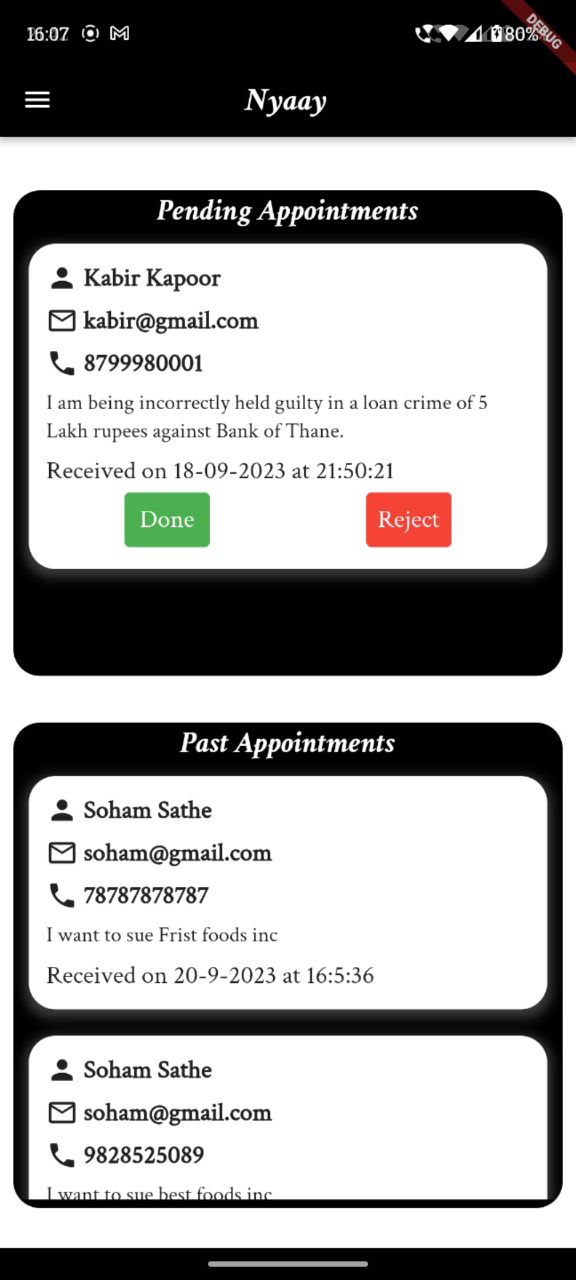 16:07
80%
DEBUG
Nyaay
Pending Appointments
Kabir Kapoor
kabir@gmail.com
8799980001
I am being incorrectly held guilty in a loan crime of 5
Lakh rupees against Bank of Thane.
Received on 18-09-2023 at 21:50:21
Done
Reject
Past Appointments
Soham Sathe
soham@gmail.com
78787878787
I want to sue Frist foods inc
Received on 20-9-2023 at 16:5:36
Soham Sathe
soham@gmail.com
9828525089
I want to sue best foods inc